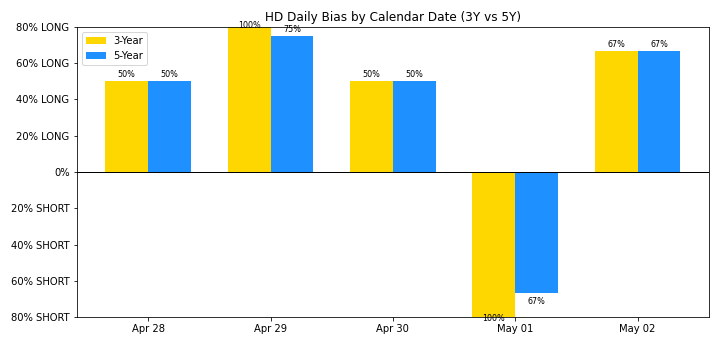 HD Daily Bias by Calendar Date (3Y vs 5Y)
3-Year
5-Year
80% LONG
60% LONG
40% LONG
20% LONG
0%
20% SHORT
40% SHORT
60% SHORT
80% SHORT
50%
50%
100%
75%
50%
50%
100%
67%
67%
67%
Apr 28
Apr 29
Apr 30
May 01
May 02